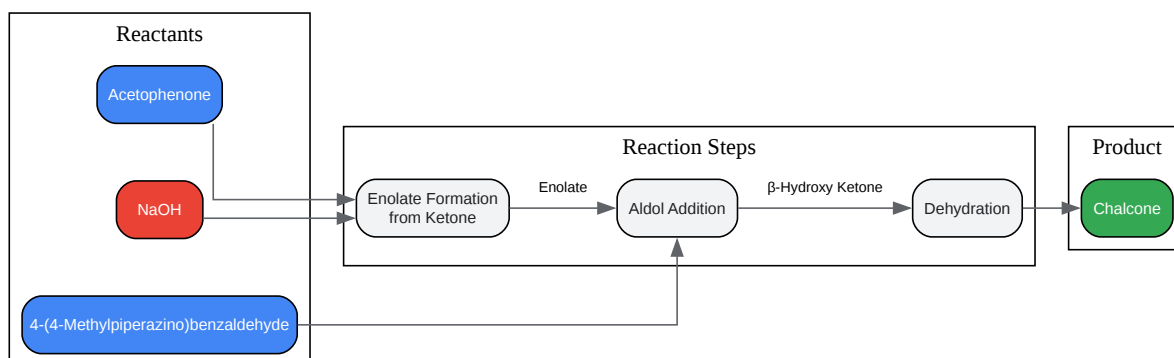 Reactants
Acetophenone
NaOH
4-(4-Methylpiperazino)benzaldehyde
Reaction Steps
Enolate Formation
from Ketone
Enolate
Aldol Addition
β-Hydroxy Ketone
Dehydration
Product
Chalcone